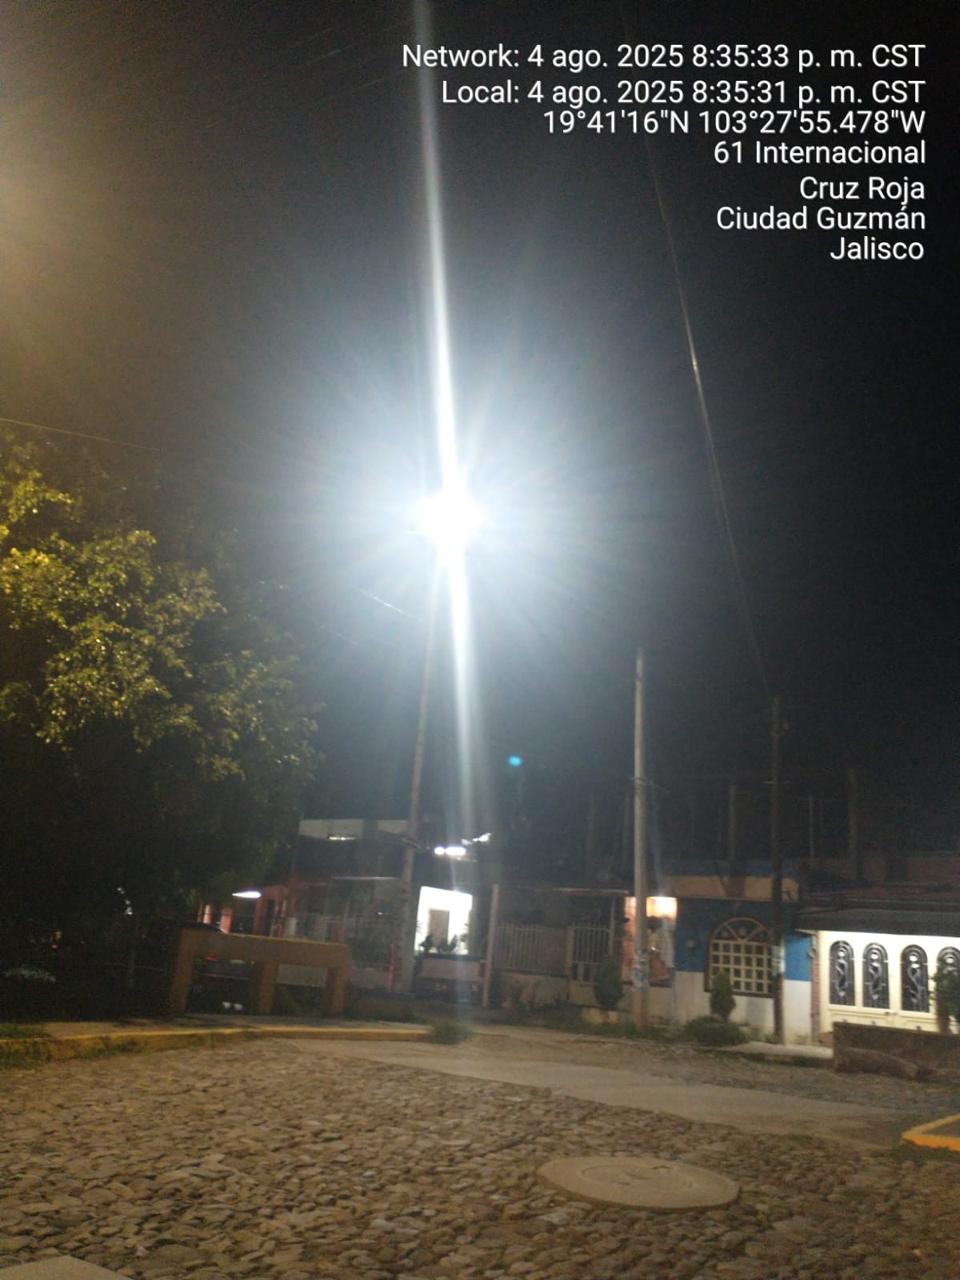 Network: 4 ago. 2025 8:35:33 p. m. CST
Local: 4 ago. 2025 8:35:31 p. m. CST
19°41'16"N 103°27'55.478"W
61 Internacional
Cruz Roja
Ciudad Guzmán
Jalisco